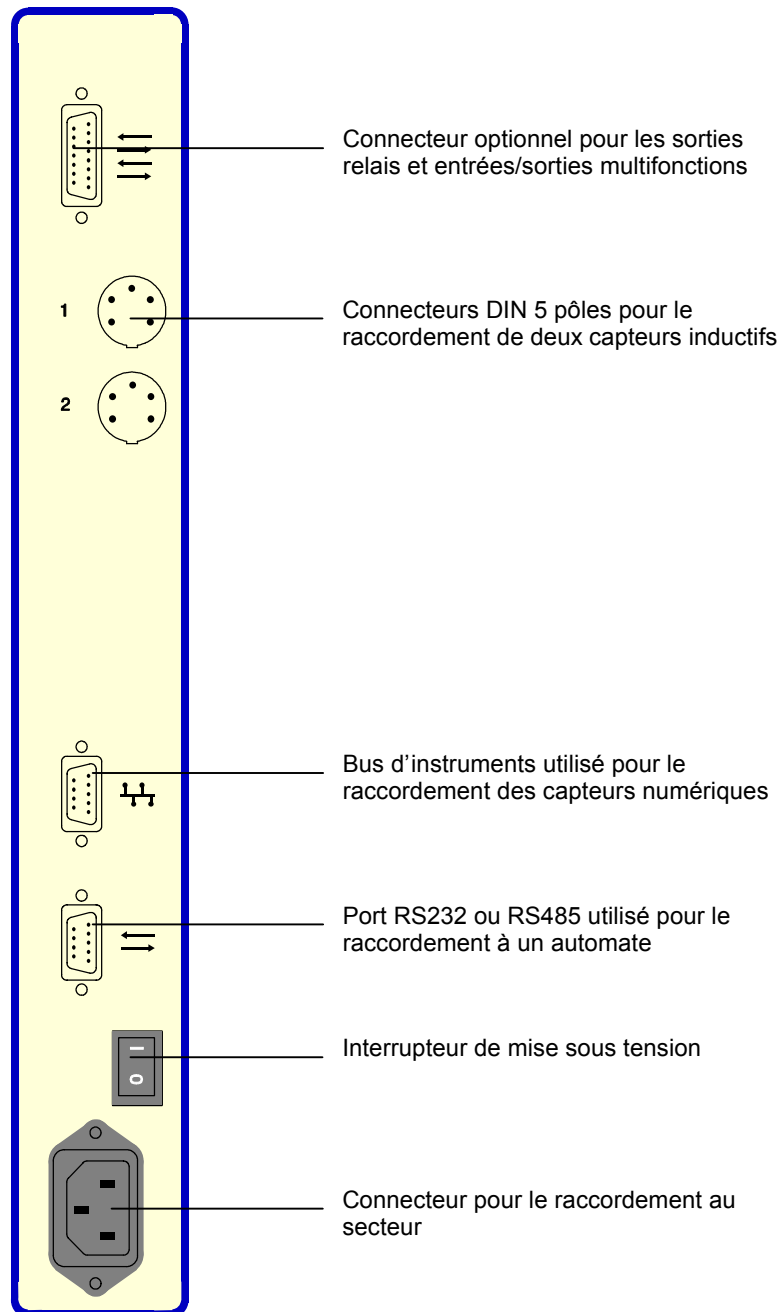 Connecteur optionnel pour les sorties
relais et entrées/sorties multifonctions
1
Connecteurs DIN 5 pôles pour le
raccordement de deux capteurs inductifs
2
Bus d’instruments utilisé pour le
raccordement des capteurs numériques
Port RS232 ou RS485 utilisé pour le
raccordement à un automate
Interrupteur de mise sous tension
I
O
Connecteur pour le raccordement au
secteur